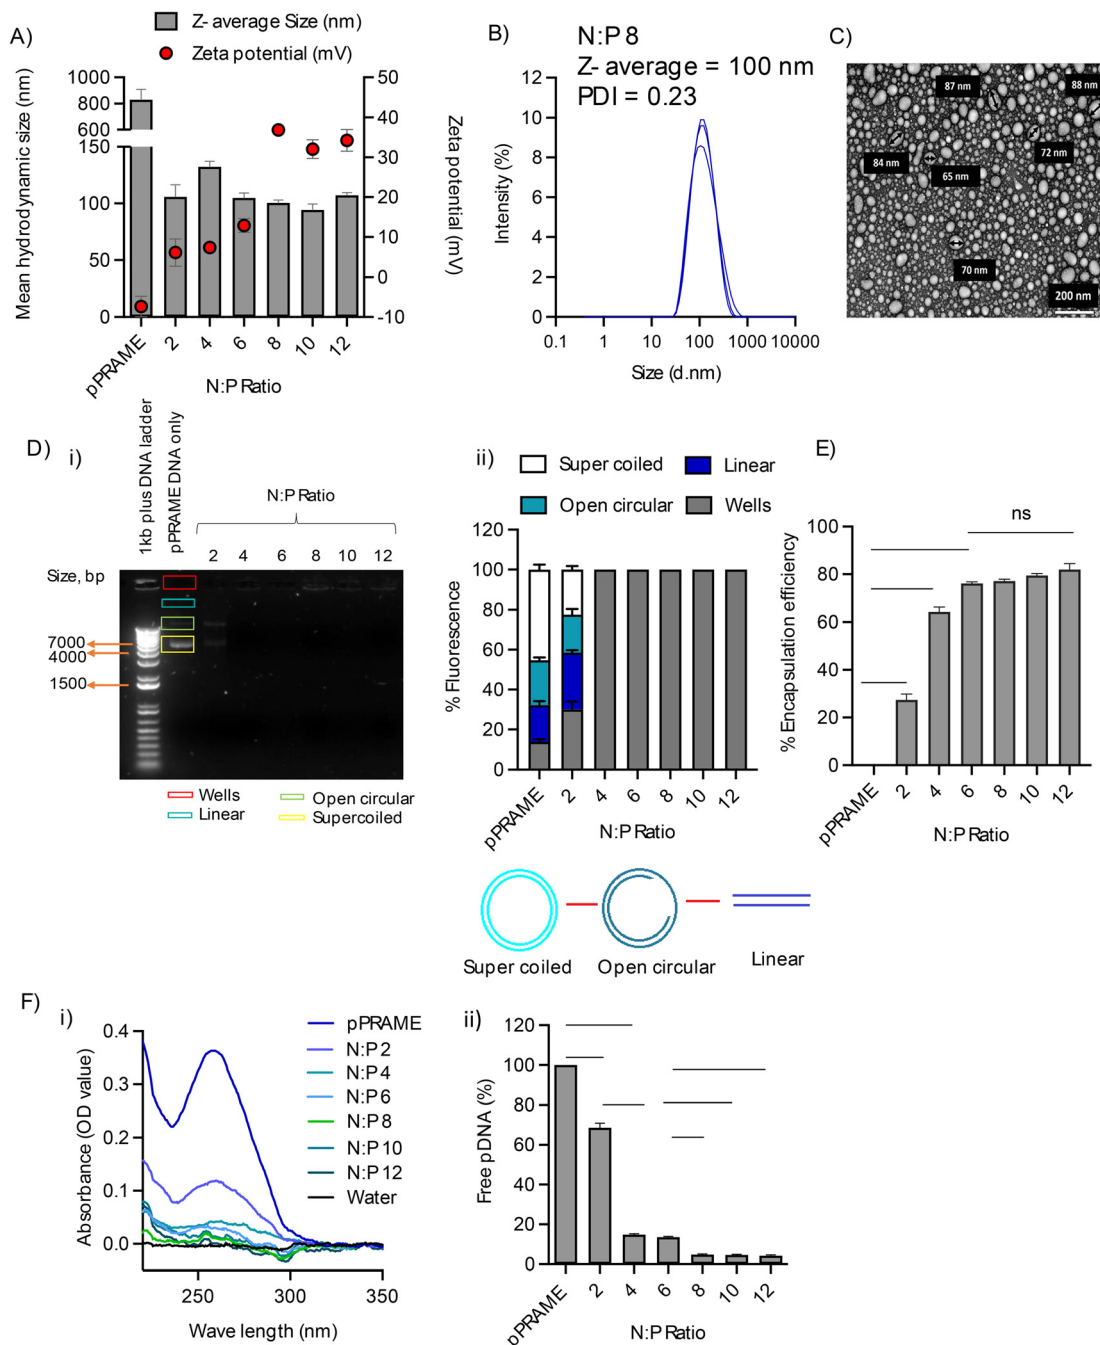 A)
Z- average Size (nm)
Zeta potential (mV)
Mean hydrodynamic size (nm)
1000
800
600
150
100
50
0
50
40
30
20
10
0
-10
Zeta potential (mV)
pPRAME
2
4
6
8
10
12
N:P Ratio
B)
N:P 8
Z- average = 100 nm
PDI = 0.23
Intensity (%)
12
10
8
6
4
2
0
0.1
1
10
100
1000
10000
Size (d.nm)
C)
87 nm
88 nm
84 nm
72 nm
65 nm
70 nm
200 nm
D)
i)
1kb plus DNA ladder
pPRAME DNA only
N:P Ratio
2
4
6
8
10
12
Size, bp
7000
4000
1500
Wells
Linear
Open circular
Supercoiled
ii)
Super coiled
Linear
Open circular
Wells
% Fluorescence
120
100
80
60
40
20
0
pPRAME
2
4
6
8
10
12
N:P Ratio
Super coiled
Open circular
Linear
E)
% Encapsulation efficiency
100
80
60
40
20
0
ns
pPRAME
2
4
6
8
10
12
N:P Ratio
F)
i)
Absorbance (OD value)
0.4
0.3
0.2
0.1
0.0
250
300
350
Wave length (nm)
pPRAME
N:P 2
N:P 4
N:P 6
N:P 8
N:P 10
N:P 12
Water
ii)
Free pDNA (%)
120
100
80
60
40
20
0
pPRAME
2
4
6
8
10
12
N:P Ratio